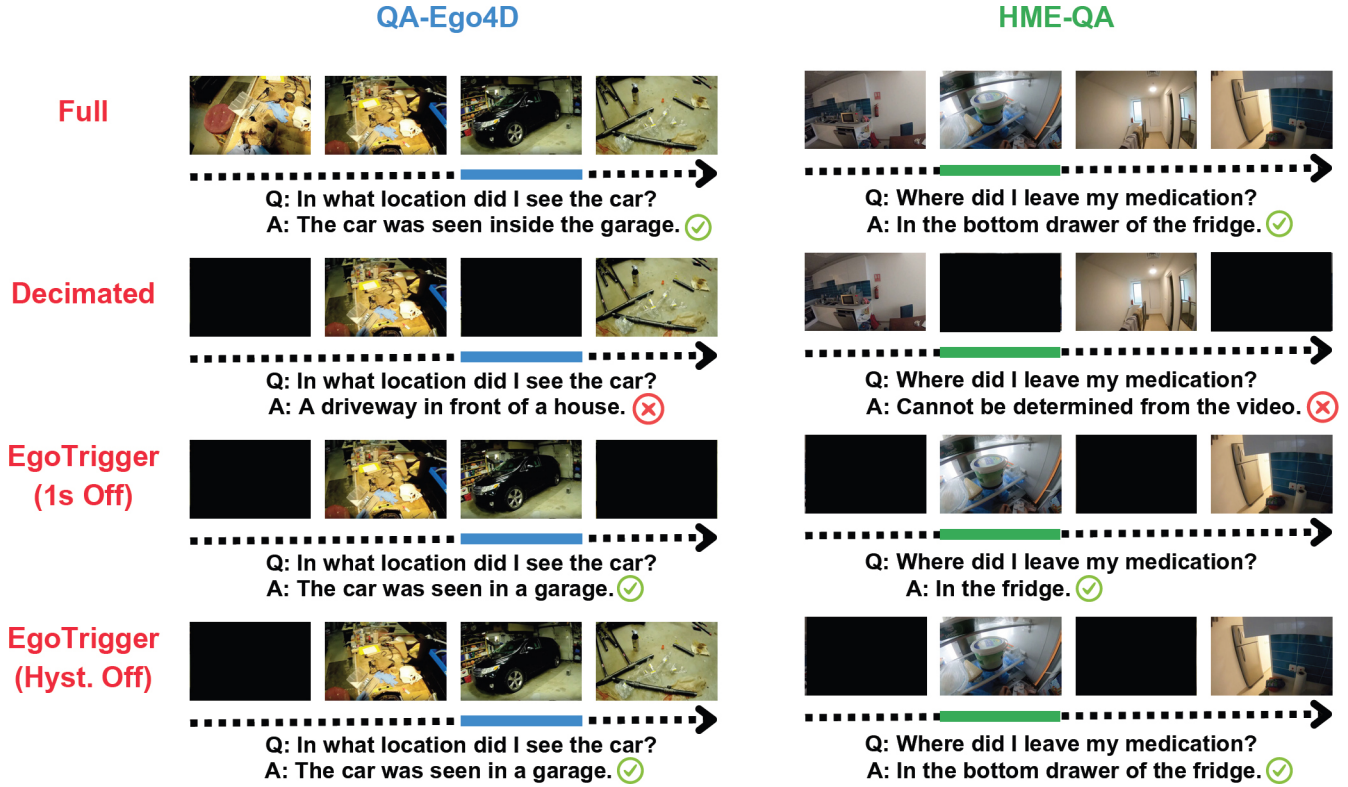 QA-Ego4D
HME-QA
Full
Q: In what location did I see the car?
A: The car was seen inside the garage.
Q: Where did I leave my medication?
A: In the bottom drawer of the fridge.
Decimated
Q: In what location did I see the car?
A: A driveway in front of a house.
Q: Where did I leave my medication?
A: Cannot be determined from the video.
EgoTrigger
(1s Off)
Q: In what location did I see the car?
A: The car was seen in a garage.
Q: Where did I leave my medication?
A: In the fridge.
EgoTrigger
(Hyst. Off)
Q: In what location did I see the car?
A: The car was seen in a garage.
Q: Where did I leave my medication?
A: In the bottom drawer of the fridge.